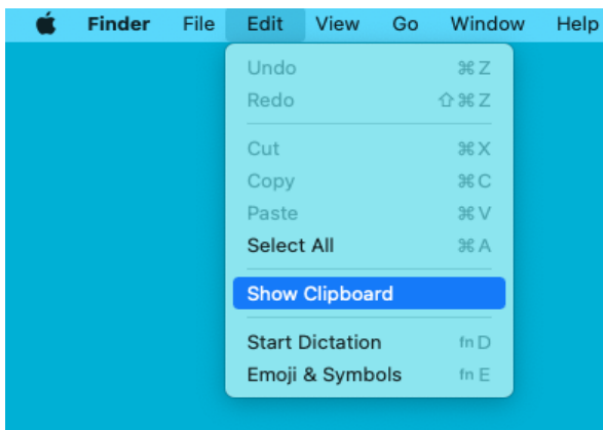 Finder File Edit View Go Window Help
Undo ⌘ Z
Redo ⇧ ⌘ Z
Cut ⌘ X
Copy ⌘ C
Paste ⌘ V
Select All ⌘ A
Show Clipboard
Start Dictation fn D
Emoji & Symbols fn E